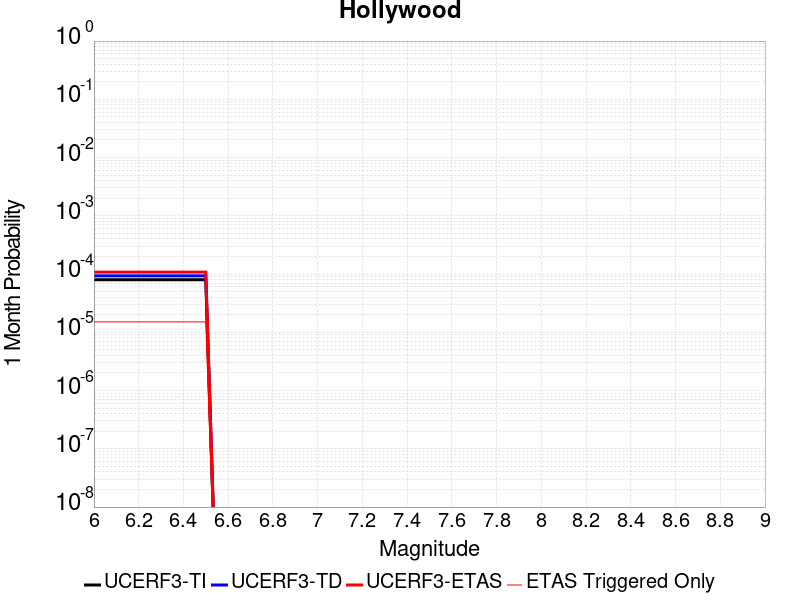 Hollywood
1 Month Probability
10^0
10^-1
10^-2
10^-3
10^-4
10^-5
10^-6
10^-7
10^-8
6 6.2 6.4 6.6 6.8 7 7.2 7.4 7.6 7.8 8 8.2 8.4 8.6 8.8 9
Magnitude
UCERF3-TI UCERF3-TD UCERF3-ETAS ETAS Triggered Only